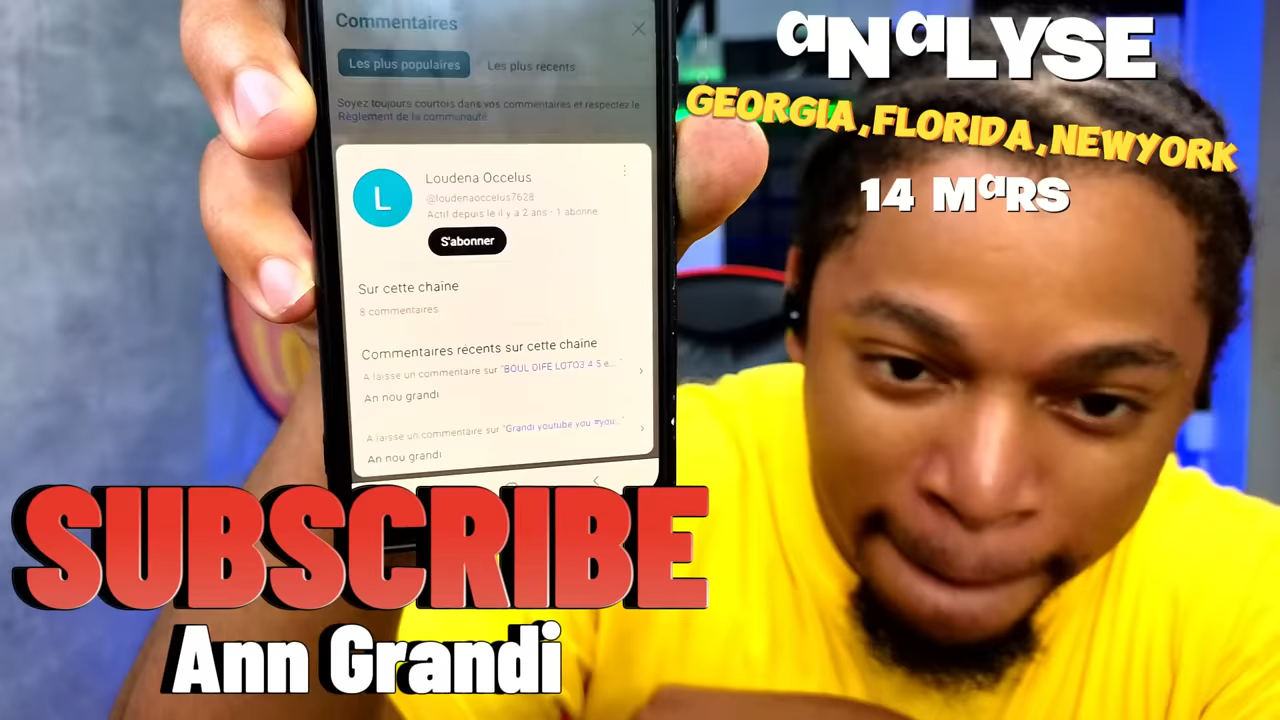 Commentaires
Les plus populaires
Les plus récents
Soyez toujours courtois dans vos commentaires et respectez le
Règlement de la communauté
L
Loudena Occelus
@loudenaoccelus7628
Actif depuis le il y a 2 ans · 1 abonné
S'abonner
Sur cette chaîne
8 commentaires
Commentaires récents sur cette chaîne
A laissé un commentaire sur "BOUL DIFE LOTO3 4 5 e..."
An nou grandi
A laissé un commentaire sur "Grandi youtube you #you..."
An nou grandi
aNaLYSE
GEORGIA,FLORIDA,NEWYORK
14 MaRS
SUBSCRIBE
Ann Grandi